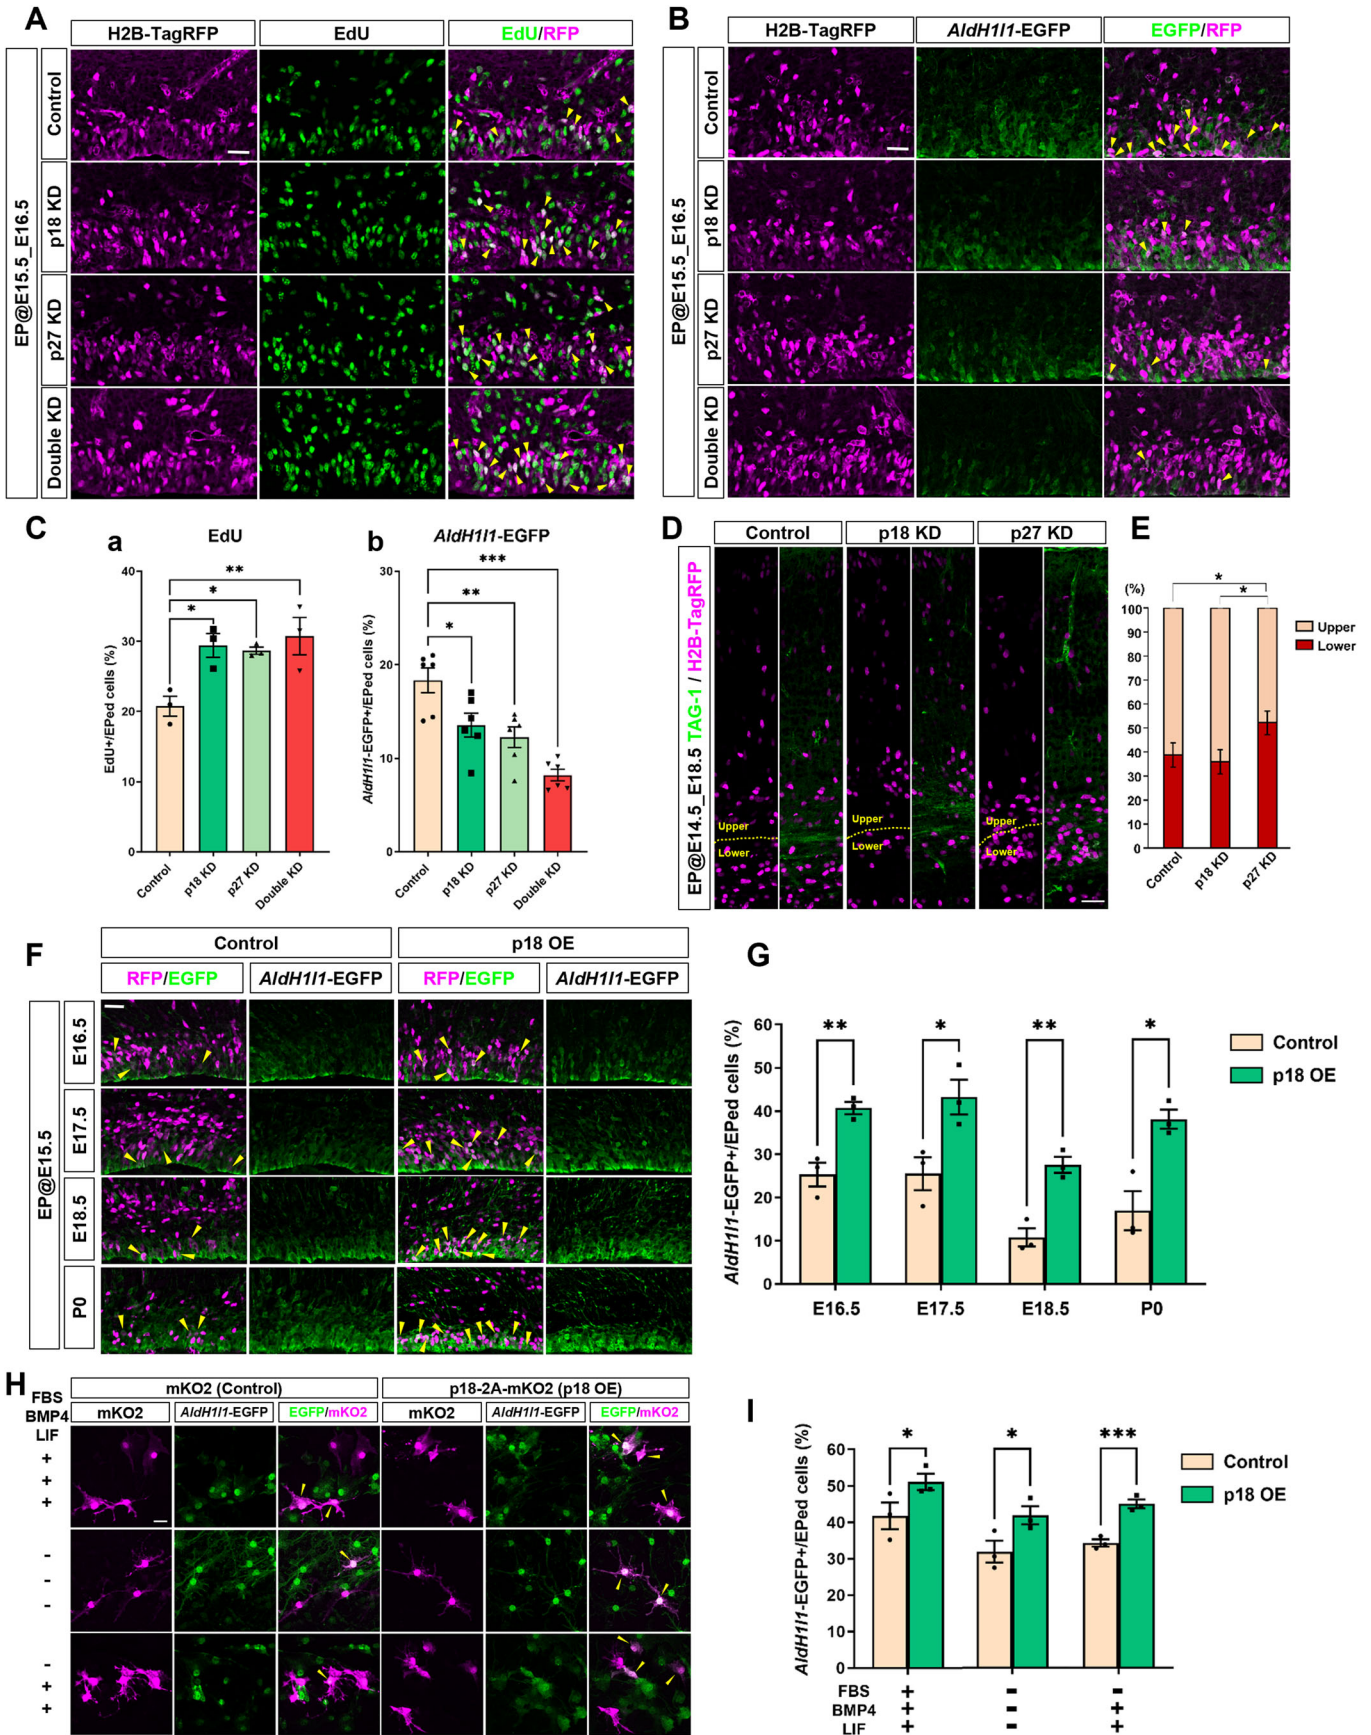 A
H2B-TagRFP
EdU
EdU/RFP
EP@E15.5_E16.5
Control
p18 KD
p27 KD
Double KD
B
H2B-TagRFP
AldH1l1-EGFP
EGFP/RFP
EP@E15.5_E16.5
Control
p18 KD
p27 KD
Double KD
C
a
EdU
EdU+/EPed cells (%)
40
30
20
10
0
*
*
**
Control
p18 KD
p27 KD
Double KD
b
AldH1l1-EGFP
AldH1l1-EGFP+/EPed cells (%)
30
20
10
0
*
**
***
Control
p18 KD
p27 KD
Double KD
D
Control
p18 KD
p27 KD
EP@E14.5_E18.5 TAG-1 / H2B-TagRFP
Upper
Lower
Upper
Lower
Upper
Lower
E
(%)
100
90
80
70
60
50
40
30
20
10
0
*
*
Upper
Lower
Control
p18 KD
p27 KD
F
Control
p18 OE
RFP/EGFP
AldH1l1-EGFP
RFP/EGFP
AldH1l1-EGFP
EP@E15.5
E16.5
E17.5
E18.5
P0
G
AldH1l1-EGFP+/EPed cells (%)
60
50
40
30
20
10
0
**
*
**
*
Control
p18 OE
E16.5
E17.5
E18.5
P0
H
FBS
BMP4
LIF
mKO2 (Control)
p18-2A-mKO2 (p18 OE)
mKO2
AldH1l1-EGFP
EGFP/mKO2
mKO2
AldH1l1-EGFP
EGFP/mKO2
+
+
+
-
-
-
-
+
+
I
AldH1l1-EGFP+/EPed cells (%)
60
50
40
30
20
10
0
*
*
***
Control
p18 OE
FBS + - -
BMP4 + - +
LIF + - +